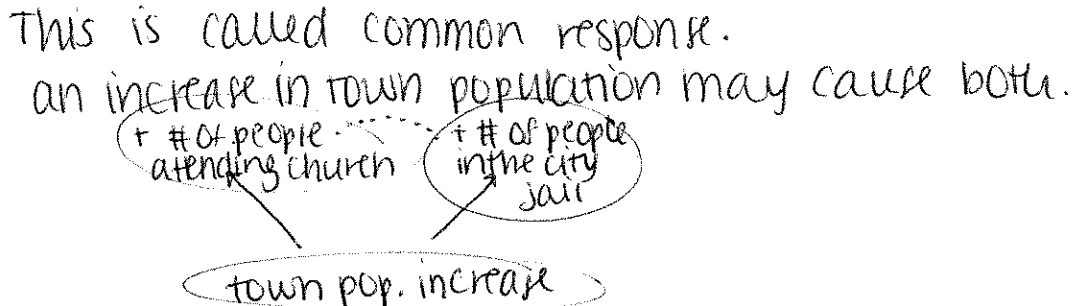 This is called common response.
an increase in town population may cause both.
+ # of people + # of people
atending church in the city
jail
town pop. increase